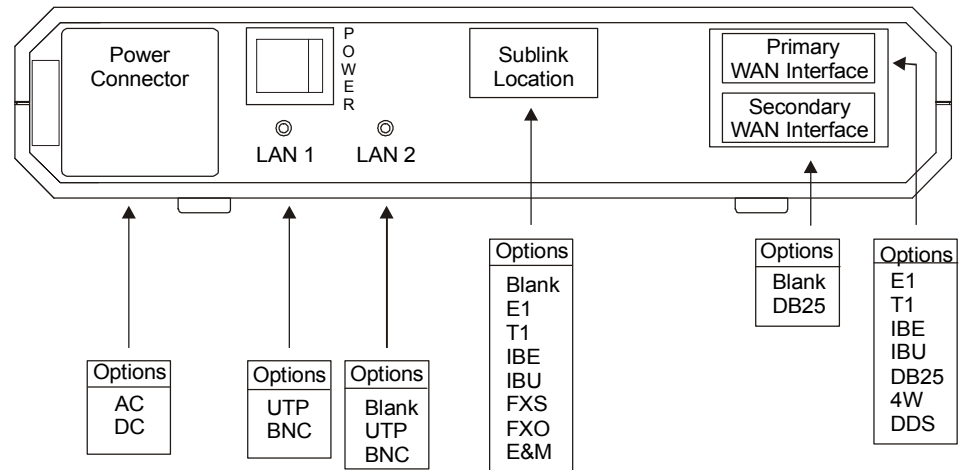 Power
Connector
POWER
LAN 1
LAN 2
Sublink
Location
Primary
WAN Interface
Secondary
WAN Interface
Options
AC
DC
Options
UTP
BNC
Options
Blank
UTP
BNC
Options
Blank
E1
T1
IBE
IBU
FXS
FXO
E&M
Options
Blank
DB25
Options
E1
T1
IBE
IBU
DB25
4W
DDS